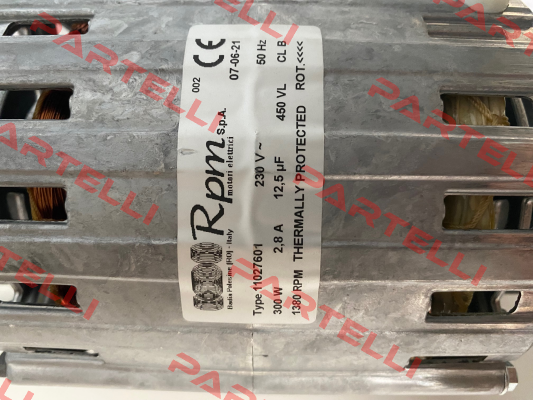 002
CE
07-06-21
Rpm S.p.A.
motori elettrici
Badia Polesine (RO) - Italy
Type 11027601 230 V ~ 50 Hz
300 W 2,8 A 12,5 µF 450 VL CL B
1380 RPM THERMALLY PROTECTED ROT.<<<<
PARTELLI
PARTELLI
PARTELLI
PARTELLI
PARTELLI
PARTELLI